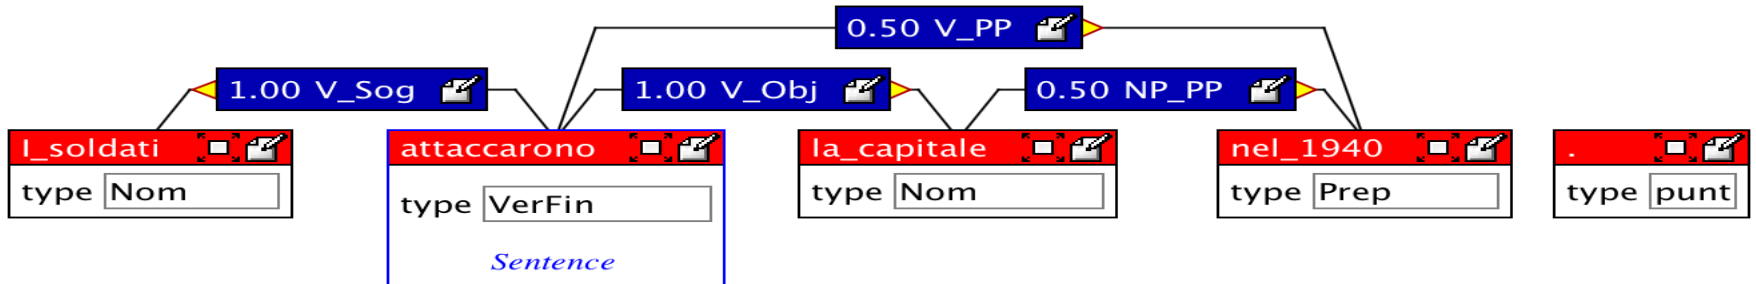 0.50 V_PP
1.00 V_Sog 1.00 V_Obj 0.50 NP_PP
I_soldati attaccarono la_capitale nel_1940 .
type Nom type VerFin type Nom type Prep type punt
Sentence